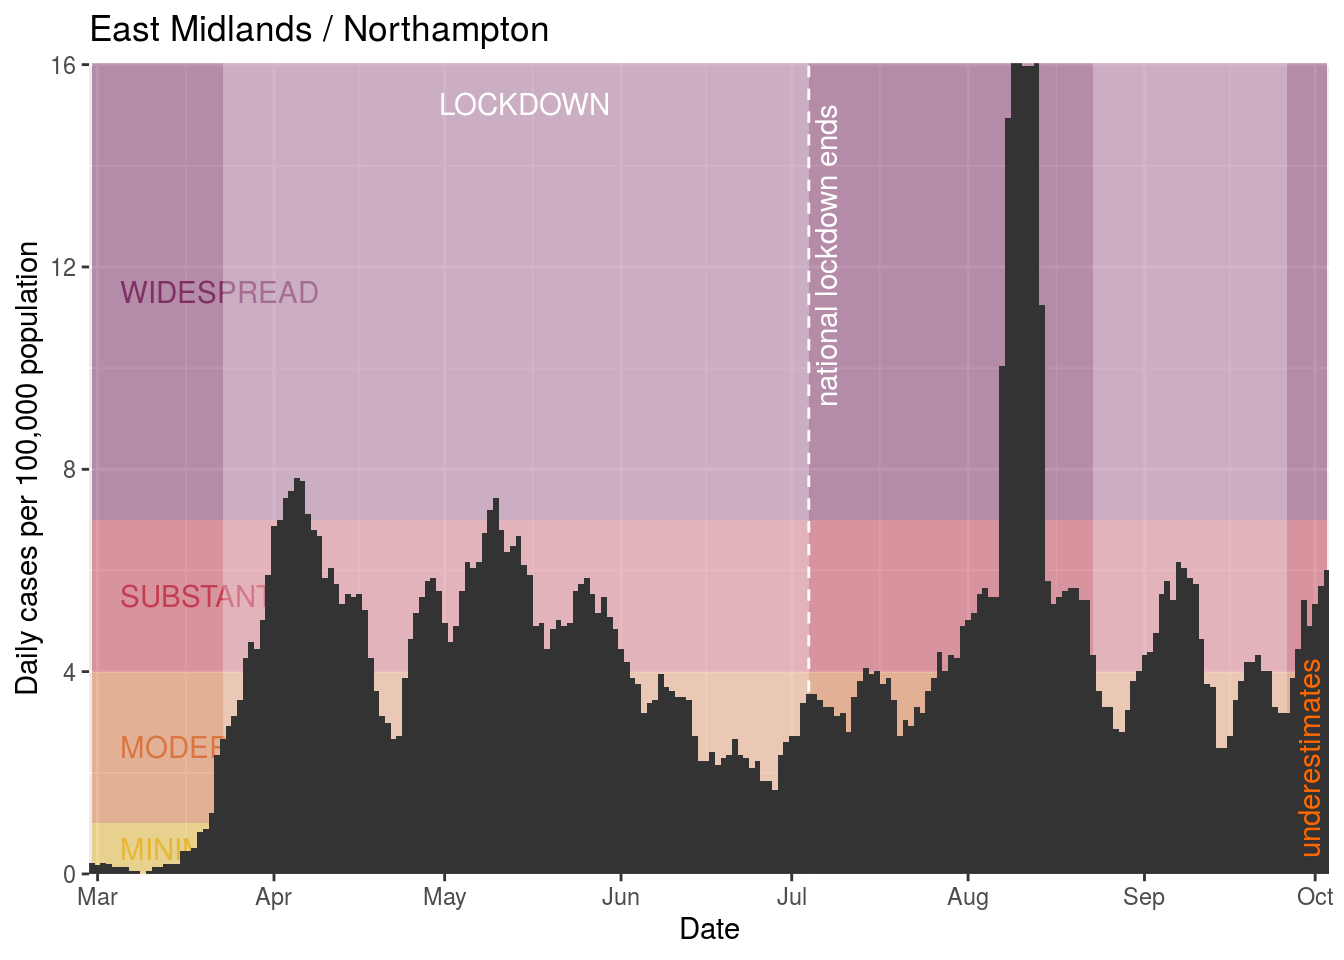 East Midlands / Northampton
16
12
8
4
0
Daily cases per 100,000 population
LOCKDOWN
national lockdown ends
WIDESPREAD
SUBSTANT
MODER
MINIM
underestimates
Mar Apr May Jun Jul Aug Sep Oct
Date